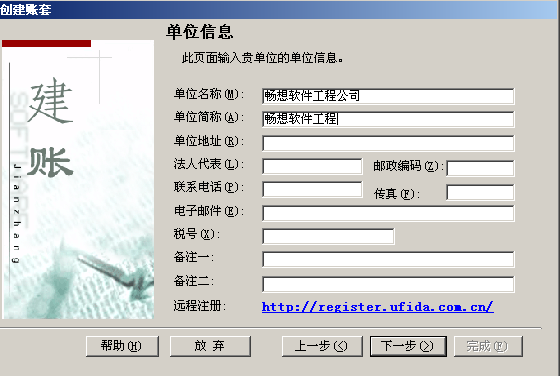 创建账套
单位信息
此页面输入贵单位的单位信息。
单位名称(M): 畅想软件工程公司
单位简称(A): 畅想软件工程
单位地址(R):
法人代表(L): 邮政编码(Z):
联系电话(P): 传真(F):
电子邮件(E):
税号(X):
备注一:
备注二:
远程注册: http://register.ufida.com.cn/
建
账
Jianzhang
帮助(H) 放 弃 上一步(<) 下一步(>) 完成(F)